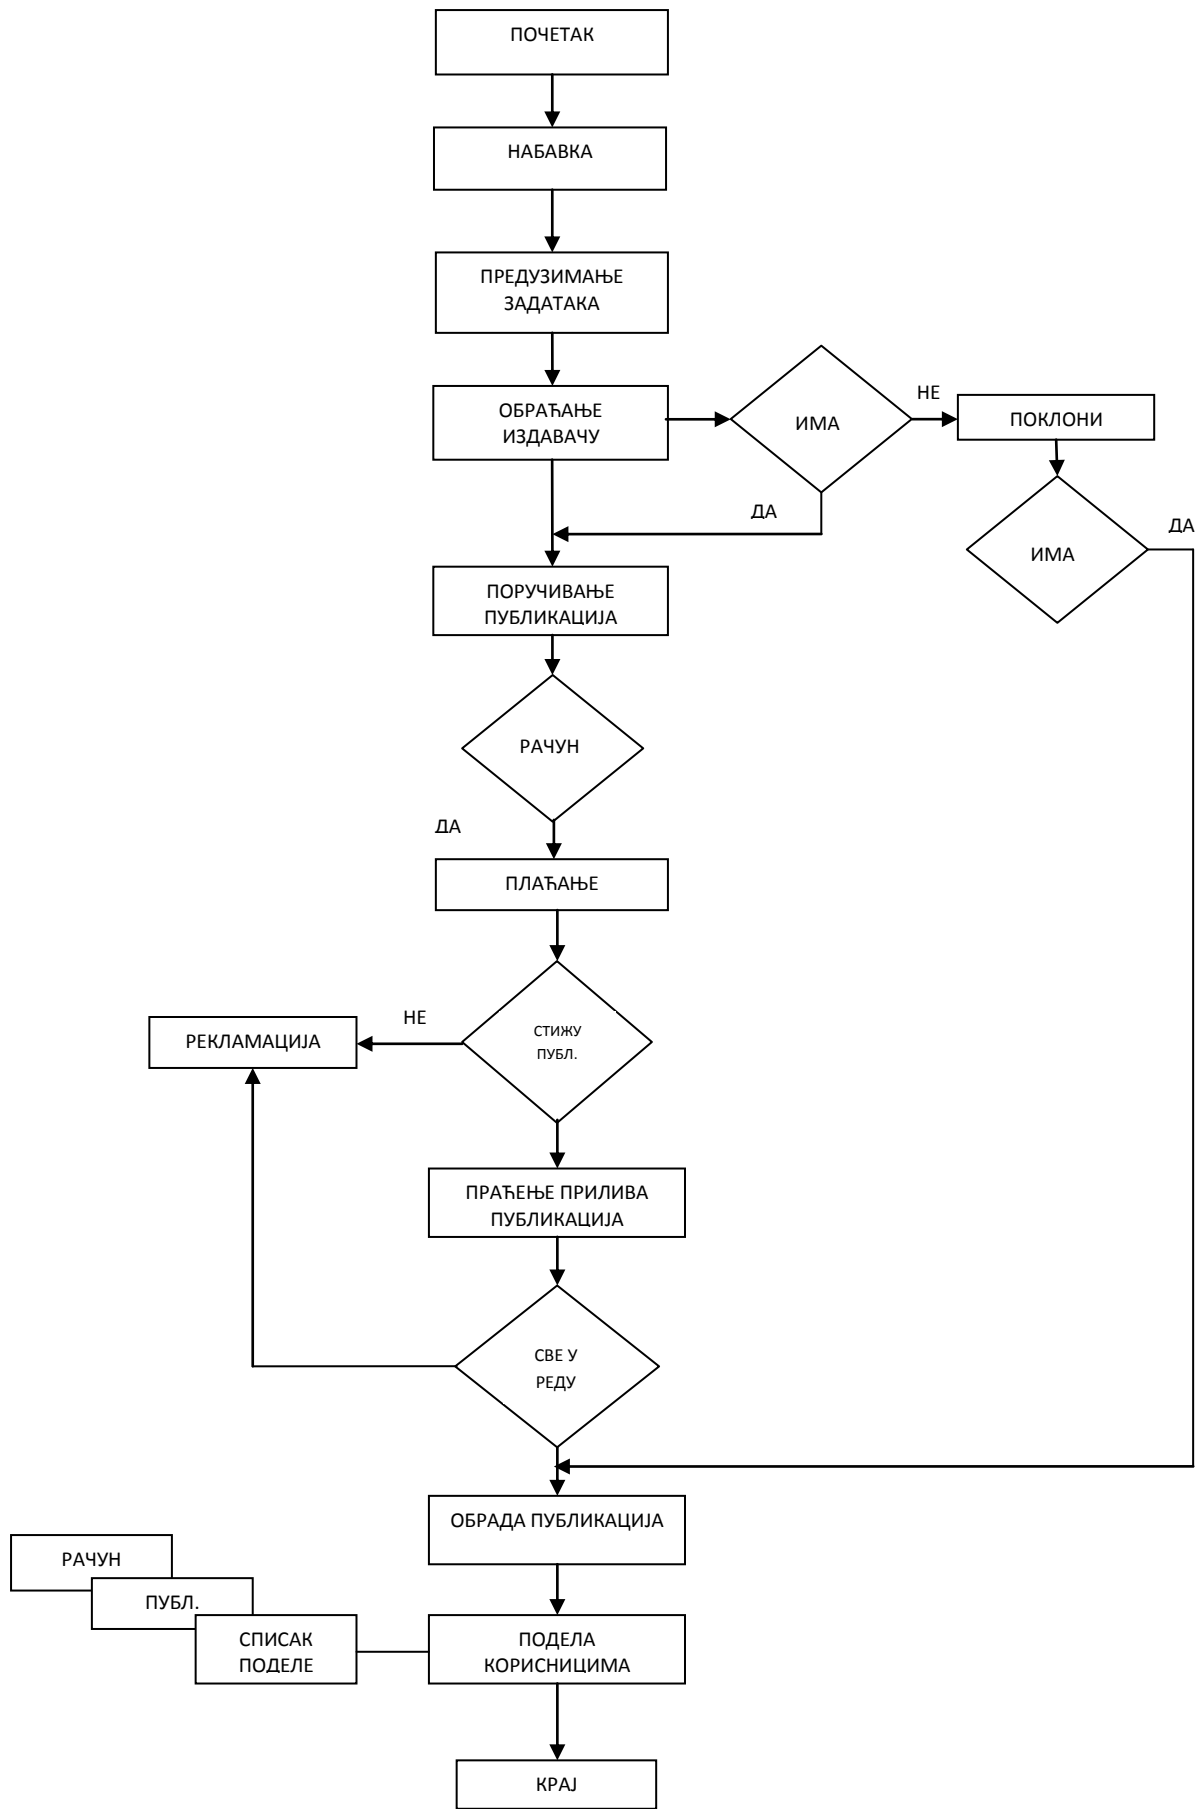 ПОЧЕТАК
НАБАВКА
ПРЕДУЗИМАЊЕ
ЗАДАТАКА
ОБРАЋАЊЕ
ИЗДАВАЧУ
ИМА
НЕ
ПОКЛОНИ
ДА
ИМА
ДА
ПОРУЧИВАЊЕ
ПУБЛИКАЦИЈА
РАЧУН
ДА
ПЛАЋАЊЕ
СТИЖУ
ПУБЛ.
НЕ
РЕКЛАМАЦИЈА
ПРАЋЕЊЕ ПРИЛИВА
ПУБЛИКАЦИЈА
СВЕ У
РЕДУ
ОБРАДА ПУБЛИКАЦИЈА
РАЧУН
ПУБЛ.
СПИСАК
ПОДЕЛЕ
ПОДЕЛА
КОРИСНИЦИМА
КРАЈ